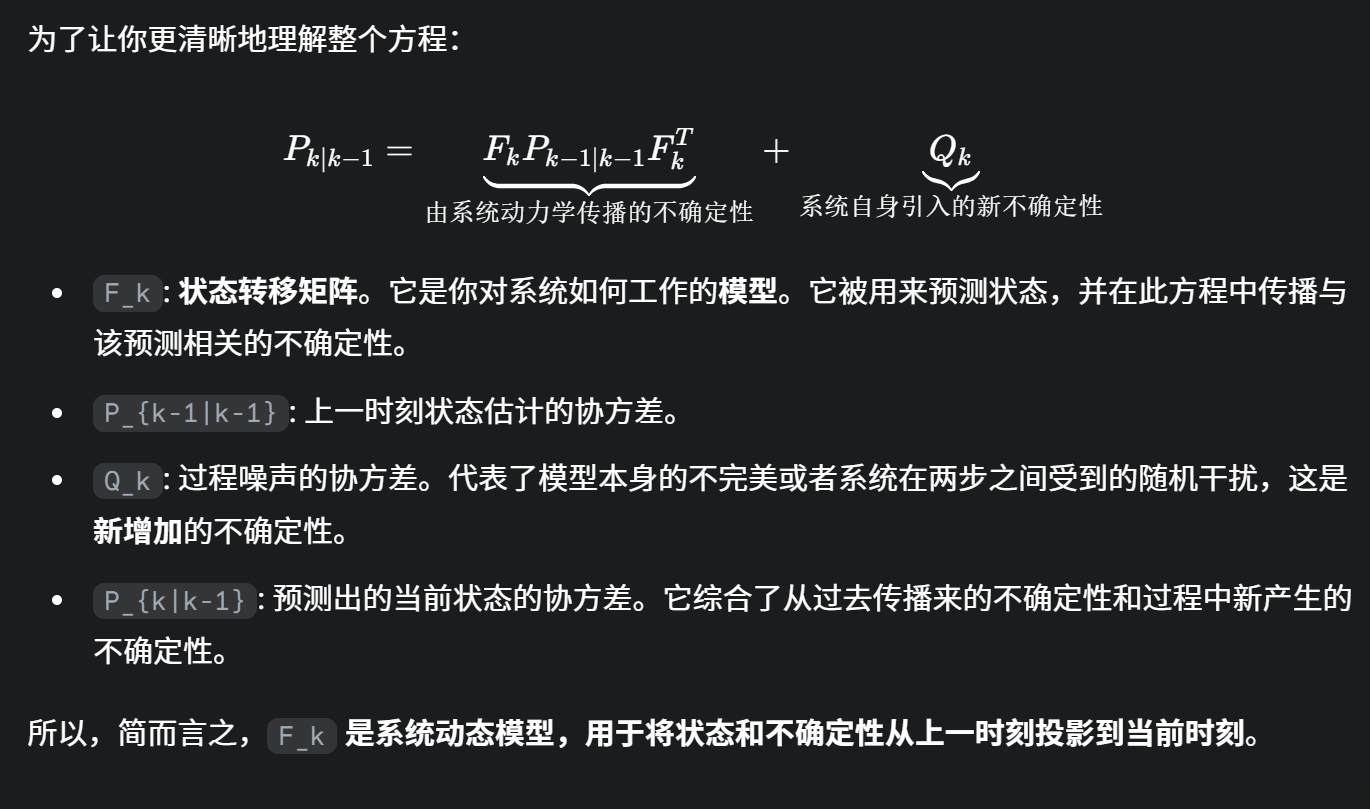 为了让你更清晰地理解整个方程：
P_{k|k−1} = F_k P_{k−1|k−1} F_k^T + Q_k
由系统动力学传播的不确定性 系统自身引入的新不确定性
• F_k : 状态转移矩阵。它是你对系统如何工作的模型。它被用来预测状态，并在此方程中传播与
该预测相关的不确定性。
• P_{k-1|k-1} : 上一时刻状态估计的协方差。
• Q_k : 过程噪声的协方差。代表了模型本身的不完美或者系统在两步之间受到的随机干扰，这是
新增加的不确定性。
• P_{k|k-1} : 预测出的当前状态的协方差。它综合了从过去传播来的不确定性和过程中新产生的
不确定性。
所以，简而言之， F_k 是系统动态模型，用于将状态和不确定性从上一时刻投影到当前时刻。